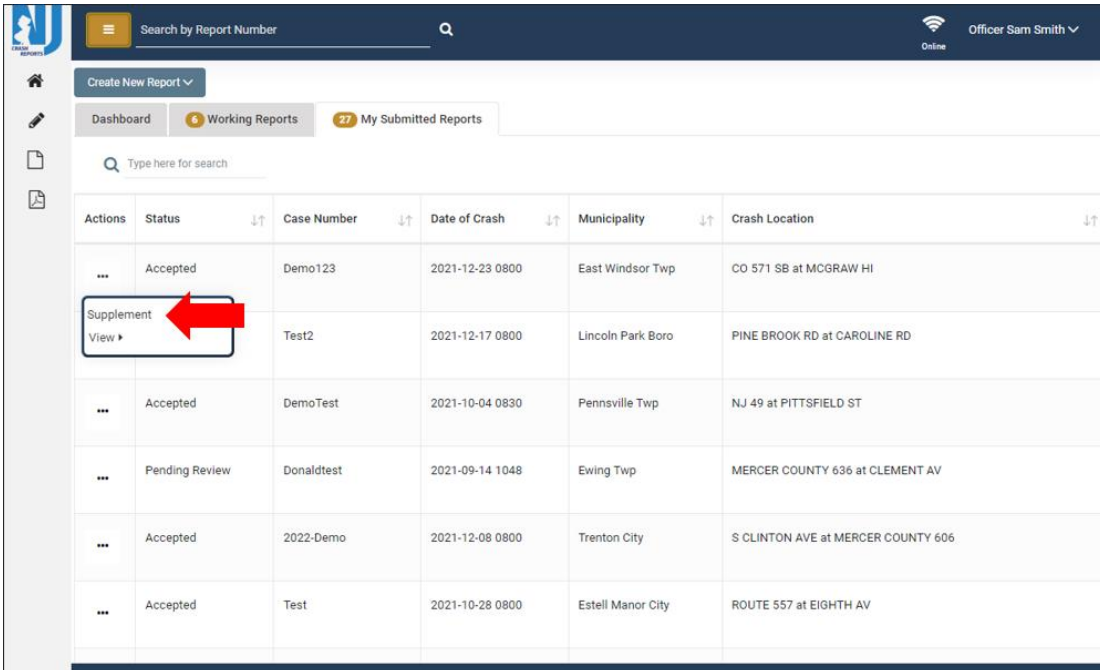 NJ
CRASH
REPORTS
Search by Report Number
Online
Officer Sam Smith
Create New Report
Dashboard
6 Working Reports
27 My Submitted Reports
Type here for search
Actions Status Case Number Date of Crash Municipality Crash Location
... Accepted Demo123 2021-12-23 0800 East Windsor Twp CO 571 SB at MCGRAW HI
Supplement
View
Test2 2021-12-17 0800 Lincoln Park Boro PINE BROOK RD at CAROLINE RD
... Accepted DemoTest 2021-10-04 0830 Pennsville Twp NJ 49 at PITTSFIELD ST
... Pending Review Donaldtest 2021-09-14 1048 Ewing Twp MERCER COUNTY 636 at CLEMENT AV
... Accepted 2022-Demo 2021-12-08 0800 Trenton City S CLINTON AVE at MERCER COUNTY 606
... Accepted Test 2021-10-28 0800 Estell Manor City ROUTE 557 at EIGHTH AV